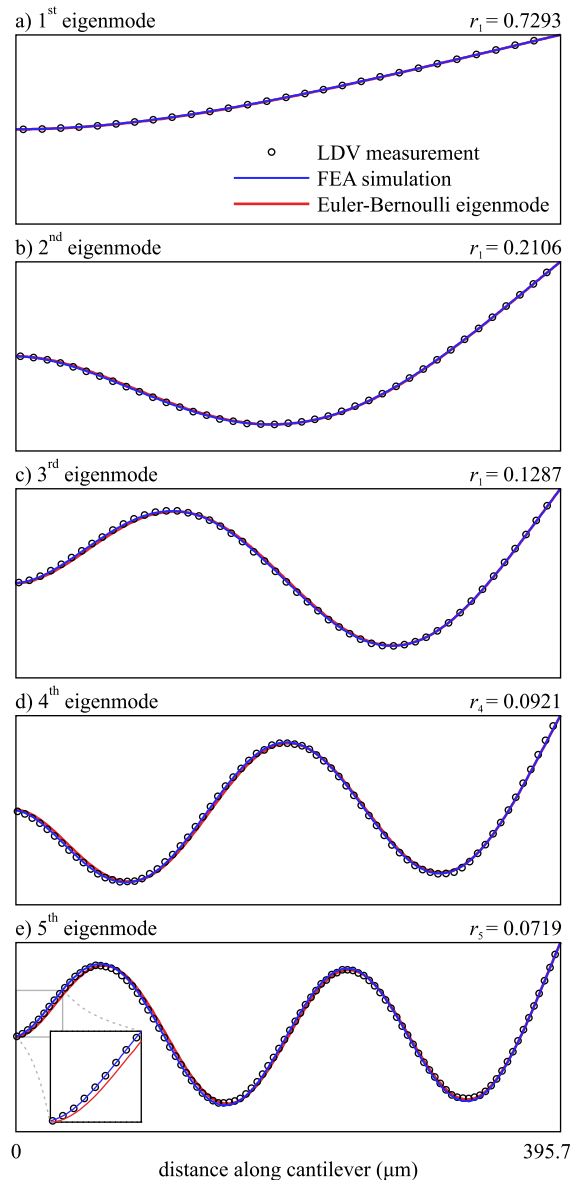 a) 1st eigenmode r1 = 0.7293
LDV measurement
FEA simulation
Euler-Bernoulli eigenmode
b) 2nd eigenmode r1 = 0.2106
c) 3rd eigenmode r1 = 0.1287
d) 4th eigenmode r4 = 0.0921
e) 5th eigenmode r5 = 0.0719
0 395.7
distance along cantilever (μm)